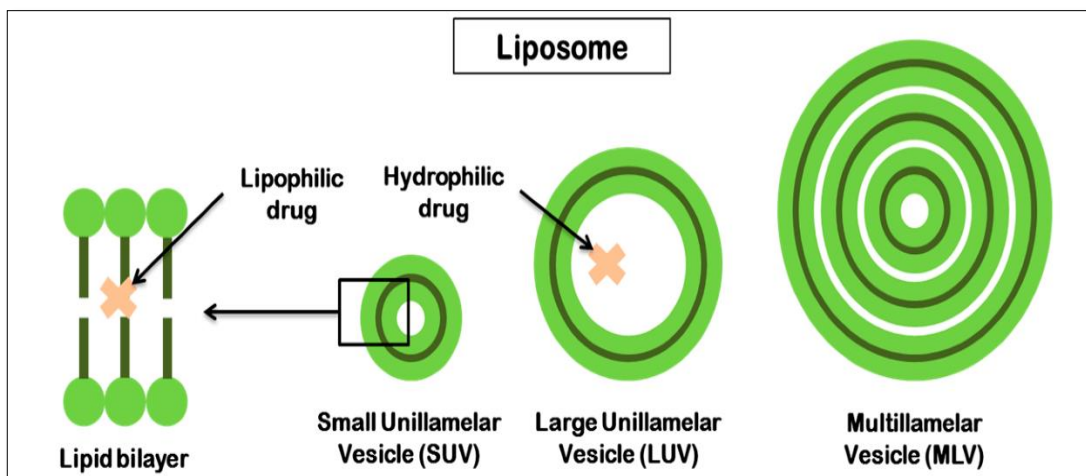 Liposome
Lipophilic
drug
Hydrophilic
drug
Lipid bilayer
Small Unillamelar
Vesicle (SUV)
Large Unillamelar
Vesicle (LUV)
Multillamelar
Vesicle (MLV)